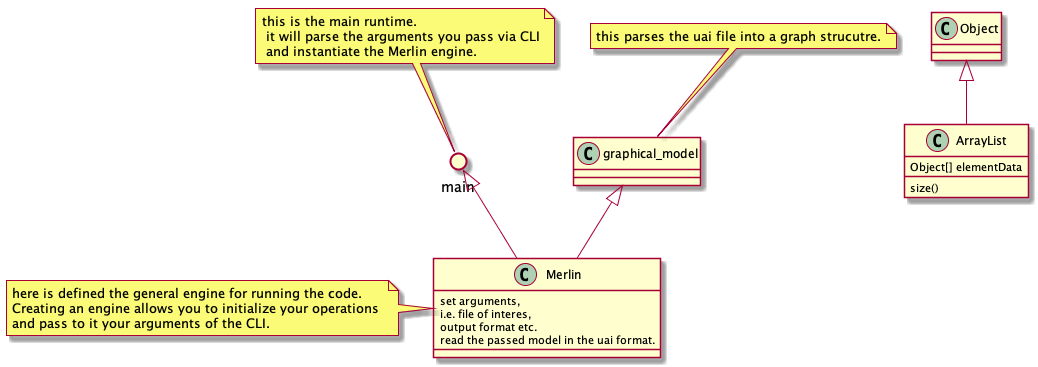 this is the main runtime.
it will parse the arguments you pass via CLI
and instantiate the Merlin engine.
this parses the uai file into a graph strucutre.
C Object
main
C graphical_model
C ArrayList
Object[] elementData
size()
C Merlin
set arguments,
i.e. file of interes,
output format etc.
read the passed model in the uai format.
here is defined the general engine for running the code.
Creating an engine allows you to initialize your operations
and pass to it your arguments of the CLI.